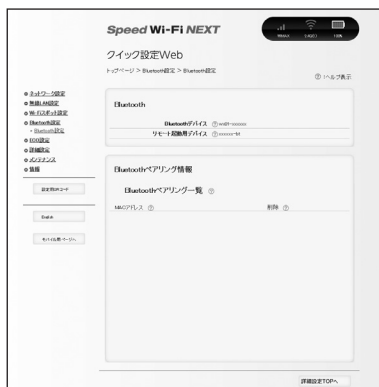 Speed Wi-Fi NEXT
WiMAX
クイック設定Web
トップページ > Bluetooth設定 > Bluetooth設定
:ヘルプ表示
ネットワーク設定
無線LAN設定
Wi-Fiスポット設定
Bluetooth設定
- Bluetooth設定
ECO設定
詳細設定
メンテナンス
情報
設定用QRコード
English
モバイル用ページへ
Bluetooth
Bluetoothデバイス
リモート起動用デバイス
Bluetoothペアリング情報
Bluetoothペアリング一覧
MACアドレス 削除
詳細設定TOPへ